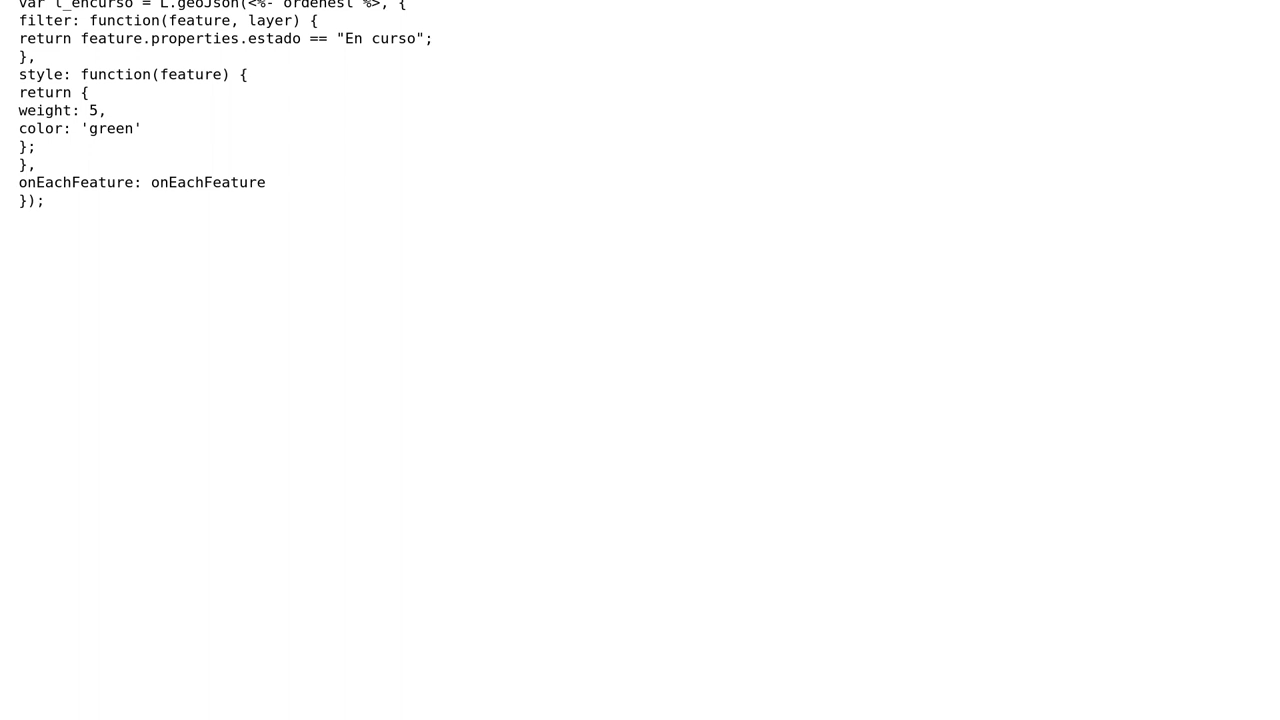 var l_encurso = L.geoJson(<%- ordenesl %>, {
filter: function(feature, layer) {
return feature.properties.estado == "En curso";
},
style: function(feature) {
return {
weight: 5,
color: 'green'
};
},
onEachFeature: onEachFeature
});